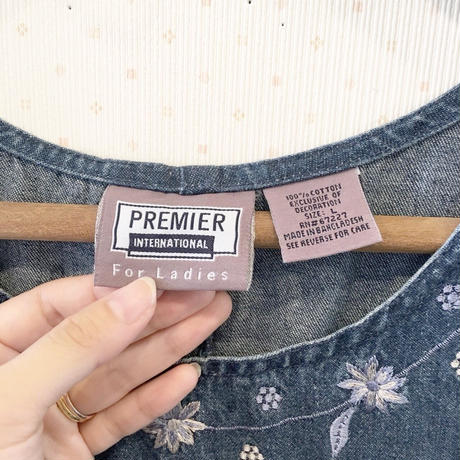 PREMIER
INTERNATIONAL
For Ladies
100% COTTON
EXCLUSIVE OF
DECORATION
SIZE: L
RN# 67227
MADE IN BANGLADESH
SEE REVERSE FOR CARE